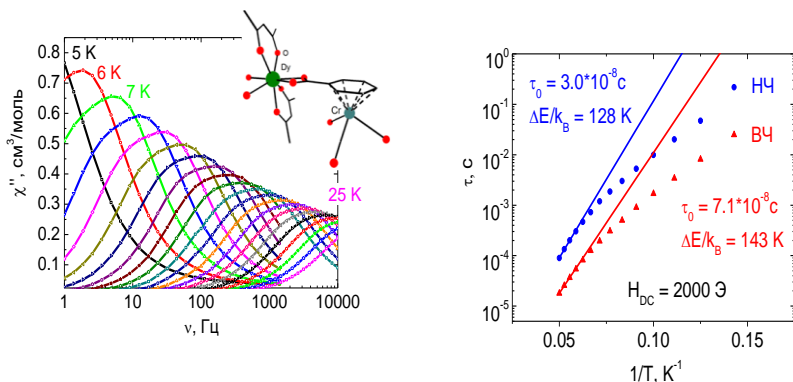 0.8
0.7
0.6
0.5
0.4
0.3
0.2
0.1
χ'', см³/моль
5 K
6 K
7 K
25 K
O
Dy
Cr
1 10 100 1000 10000
ν, Гц
10⁰
10⁻¹
10⁻²
10⁻³
10⁻⁴
10⁻⁵
τ, с
τ₀ = 3.0*10⁻⁸с
ΔE/k_B = 128 K
НЧ
ВЧ
τ₀ = 7.1*10⁻⁸с
ΔE/k_B = 143 K
H_DC = 2000 Э
0.05 0.10 0.15
1/T, K⁻¹